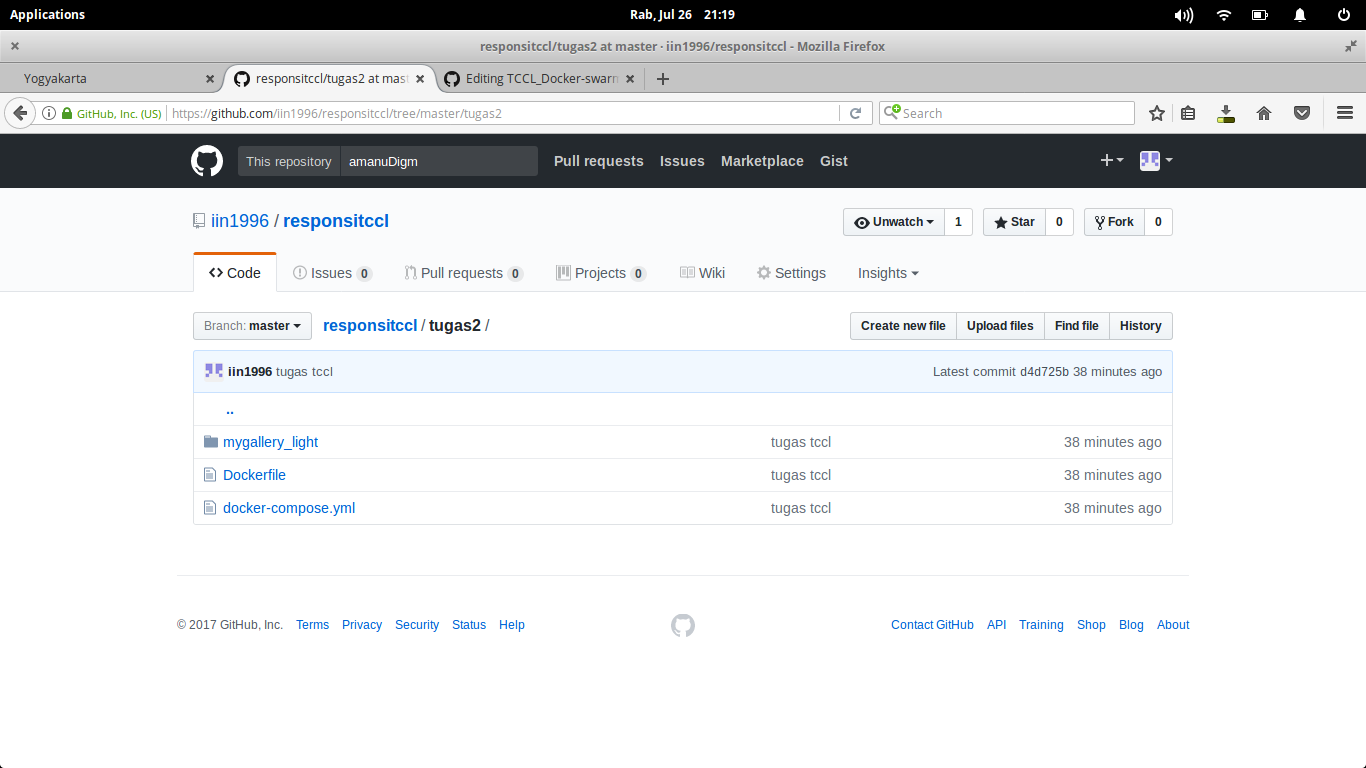 Applications Rab, Jul 26 21:19
responsitccl/tugas2 at master · iin1996/responsitccl - Mozilla Firefox
Yogyakarta responsitccl/tugas2 at mast Editing TCCL_Docker-swarm
GitHub, Inc. (US) https://github.com/iin1996/responsitccl/tree/master/tugas2 Search
This repository amanuDigm Pull requests Issues Marketplace Gist
iin1996 / responsitccl Unwatch 1 Star 0 Fork 0
Code Issues 0 Pull requests 0 Projects 0 Wiki Settings Insights
Branch: master responsitccl / tugas2 / Create new file Upload files Find file History
iin1996 tugas tccl Latest commit d4d725b 38 minutes ago
..
mygallery_light tugas tccl 38 minutes ago
Dockerfile tugas tccl 38 minutes ago
docker-compose.yml tugas tccl 38 minutes ago
© 2017 GitHub, Inc. Terms Privacy Security Status Help Contact GitHub API Training Shop Blog About